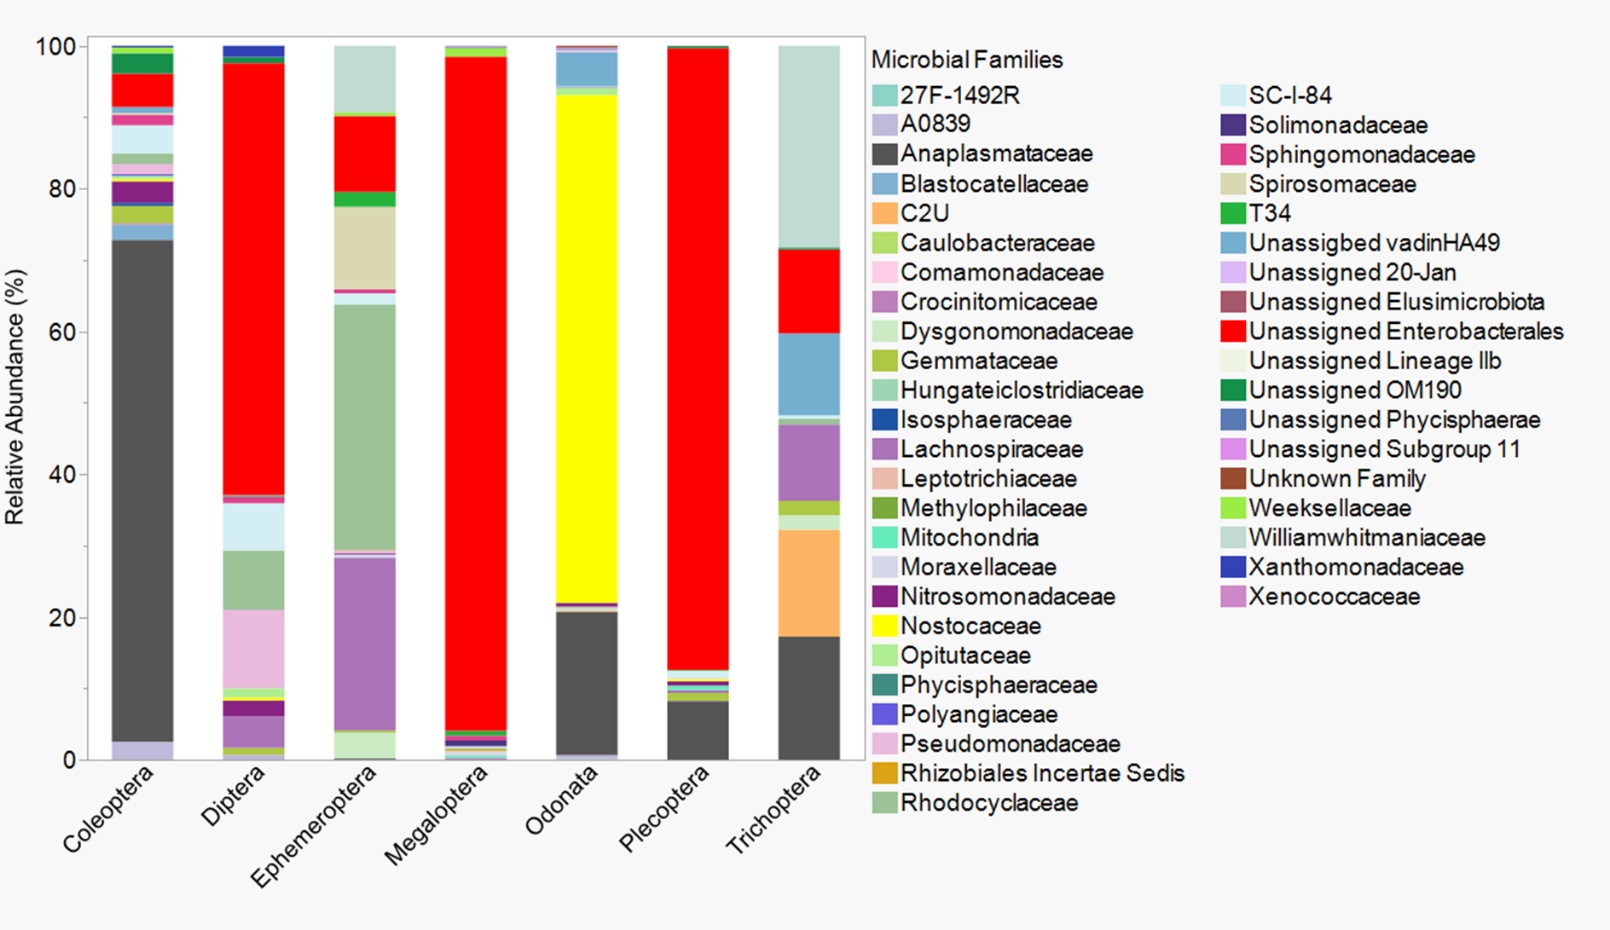 100
80
60
40
20
0
Relative Abundance (%)
Coleoptera
Diptera
Ephemeroptera
Megaloptera
Odonata
Plecoptera
Trichoptera
Microbial Families
27F-1492R
A0839
Anaplasmataceae
Blastocatellaceae
C2U
Caulobacteraceae
Comamonadaceae
Crocinitomicaceae
Dysgonomonadaceae
Gemmataceae
Hungateiclostridiaceae
Isosphaeraceae
Lachnospiraceae
Leptotrichiaceae
Methylophilaceae
Mitochondria
Moraxellaceae
Nitrosomonadaceae
Nostocaceae
Opitutaceae
Phycisphaeraceae
Polyangiaceae
Pseudomonadaceae
Rhizobiales Incertae Sedis
Rhodocyclaceae
SC-I-84
Solimonadaceae
Sphingomonadaceae
Spirosomaceae
T34
Unassigbed vadinHA49
Unassigned 20-Jan
Unassigned Elusimicrobiota
Unassigned Enterobacterales
Unassigned Lineage IIb
Unassigned OM190
Unassigned Phycisphaerae
Unassigned Subgroup 11
Unknown Family
Weeksellaceae
Williamwhitmaniaceae
Xanthomonadaceae
Xenococcaceae